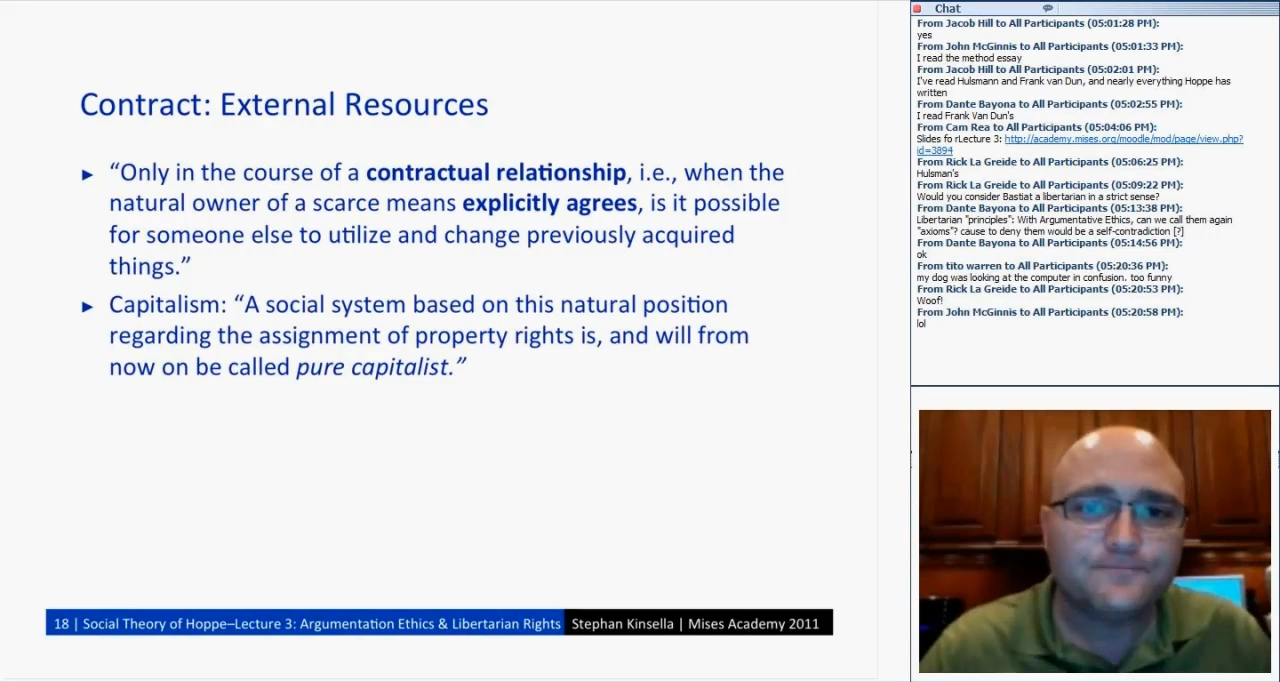 Contract: External Resources
► “Only in the course of a contractual relationship, i.e., when the
natural owner of a scarce means explicitly agrees, is it possible
for someone else to utilize and change previously acquired
things.”
► Capitalism: “A social system based on this natural position
regarding the assignment of property rights is, and will from
now on be called pure capitalist.”
18 | Social Theory of Hoppe–Lecture 3: Argumentation Ethics & Libertarian Rights Stephan Kinsella | Mises Academy 2011
Chat
From Jacob Hill to All Participants (05:01:28 PM):
yes
From John McGinnis to All Participants (05:01:33 PM):
I read the method essay
From Jacob Hill to All Participants (05:02:01 PM):
I've read Hulsmann and Frank van Dun, and nearly everything Hoppe has
written
From Dante Bayona to All Participants (05:02:55 PM):
I read Frank Van Dun's
From Cam Rea to All Participants (05:04:06 PM):
Slides fo rLecture 3: http://academy.mises.org/moodle/mod/page/view.php?
id=3894
From Rick La Greide to All Participants (05:06:25 PM):
Hulsman's
From Rick La Greide to All Participants (05:09:22 PM):
Would you consider Bastiat a libertarian in a strict sense?
From Dante Bayona to All Participants (05:13:38 PM):
Libertarian "principles": With Argumentative Ethics, can we call them again
"axioms"? cause to deny them would be a self-contradiction [?]
From Dante Bayona to All Participants (05:14:56 PM):
ok
From tito warren to All Participants (05:20:36 PM):
my dog was looking at the computer in confusion. too funny
From Rick La Greide to All Participants (05:20:53 PM):
Woof!
From John McGinnis to All Participants (05:20:58 PM):
lol